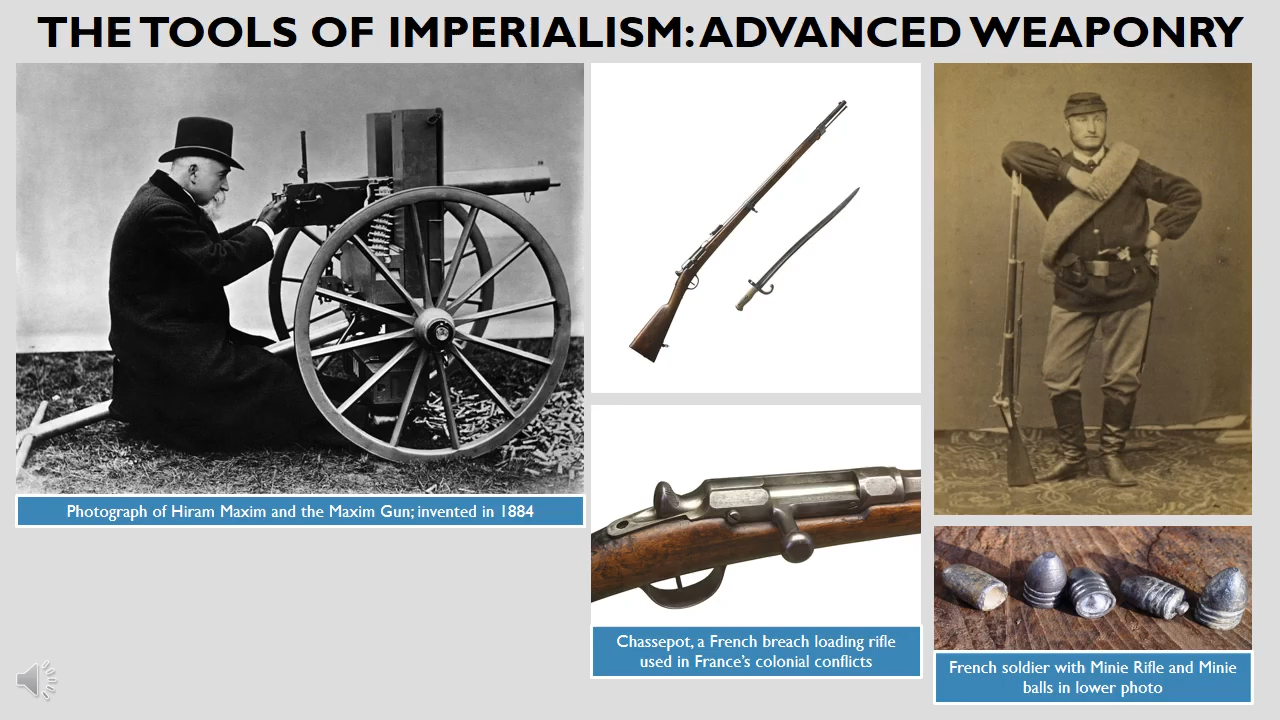 THE TOOLS OF IMPERIALISM: ADVANCED WEAPONRY
Photograph of Hiram Maxim and the Maxim Gun; invented in 1884
Chassepot, a French breach loading rifle
used in France's colonial conflicts
French soldier with Minie Rifle and Minie
balls in lower photo